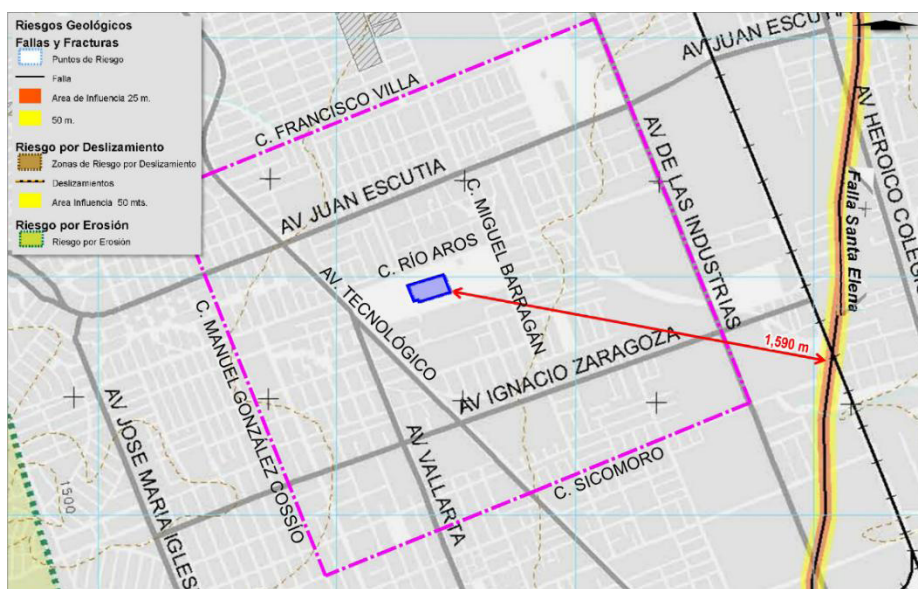 Riesgos Geológicos
Fallas y Fracturas
Puntos de Riesgo
Falla
Area de Influencia 25 m.
50 m.
Riesgo por Deslizamiento
Zonas de Riesgo por Deslizamiento
Deslizamientos
Area Influencia 50 mts.
Riesgo por Erosión
Riesgo por Erosión
C. FRANCISCO VILLA
AV JUAN ESCUTIA
AV JUAN ESCUTIA
AV HEROICO COLEGI
AV DE LAS INDUSTRIAS
C. MIGUEL BARRAGÁN
C. RÍO AROS
AV. TECNOLÓGICO
Falla Santa Elena
1,590 m
AV IGNACIO ZARAGOZA
C. MANUEL GONZÁLEZ COSSÍO
AV JOSE MARIA IGLES
AV VALLARTA
C. SICOMORO
1500